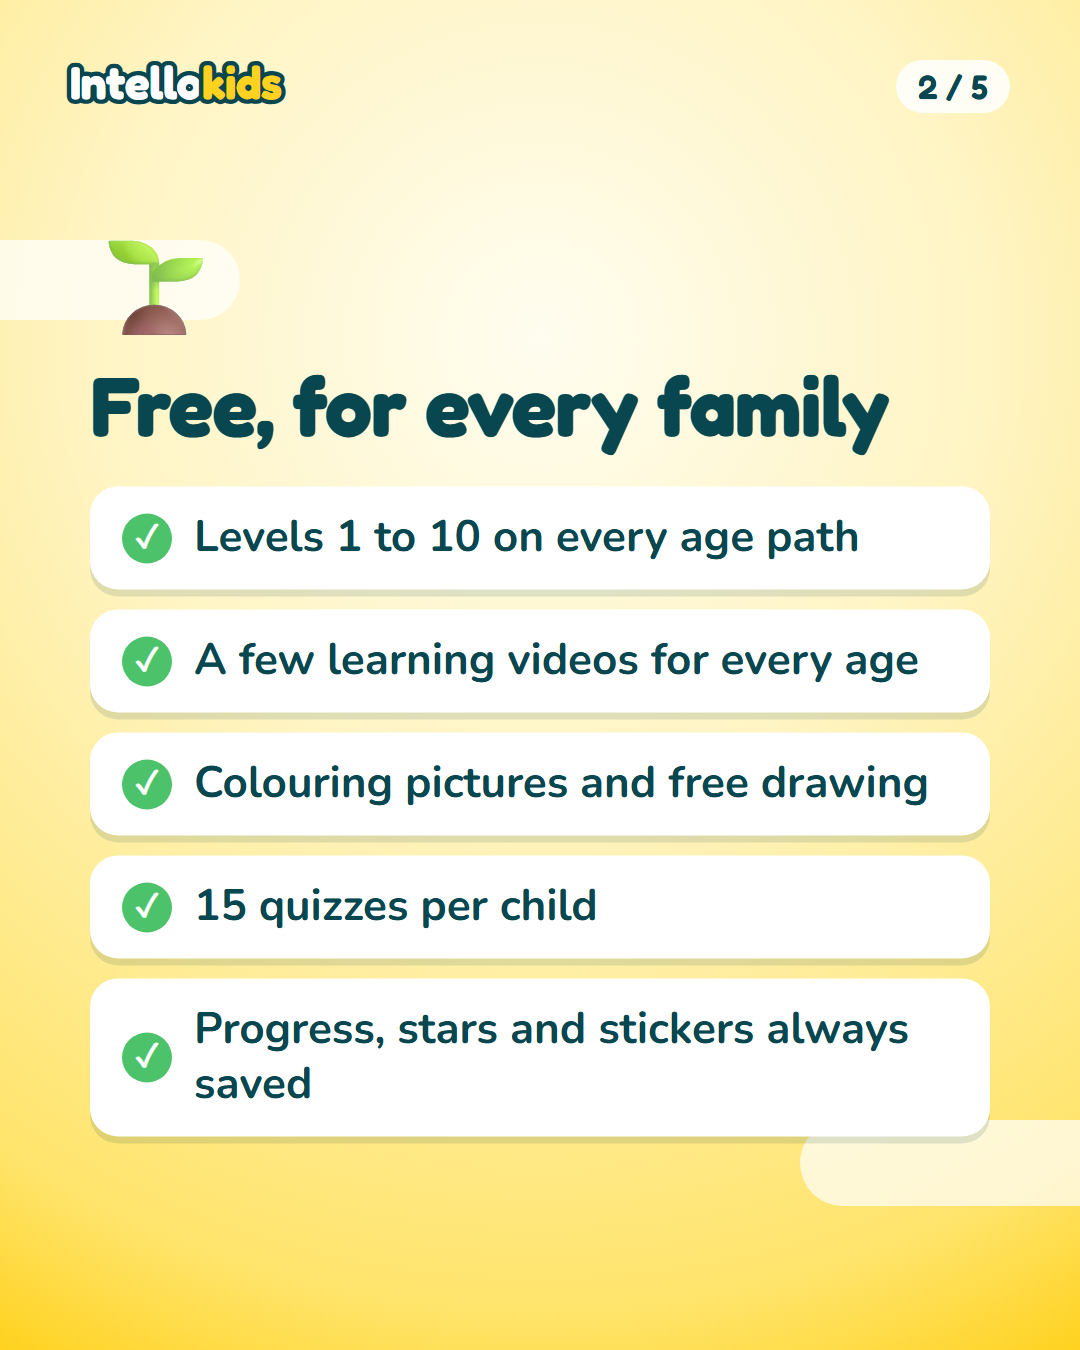 Intellokids
2 / 5
Free, for every family
Levels 1 to 10 on every age path
A few learning videos for every age
Colouring pictures and free drawing
15 quizzes per child
Progress, stars and stickers always
saved